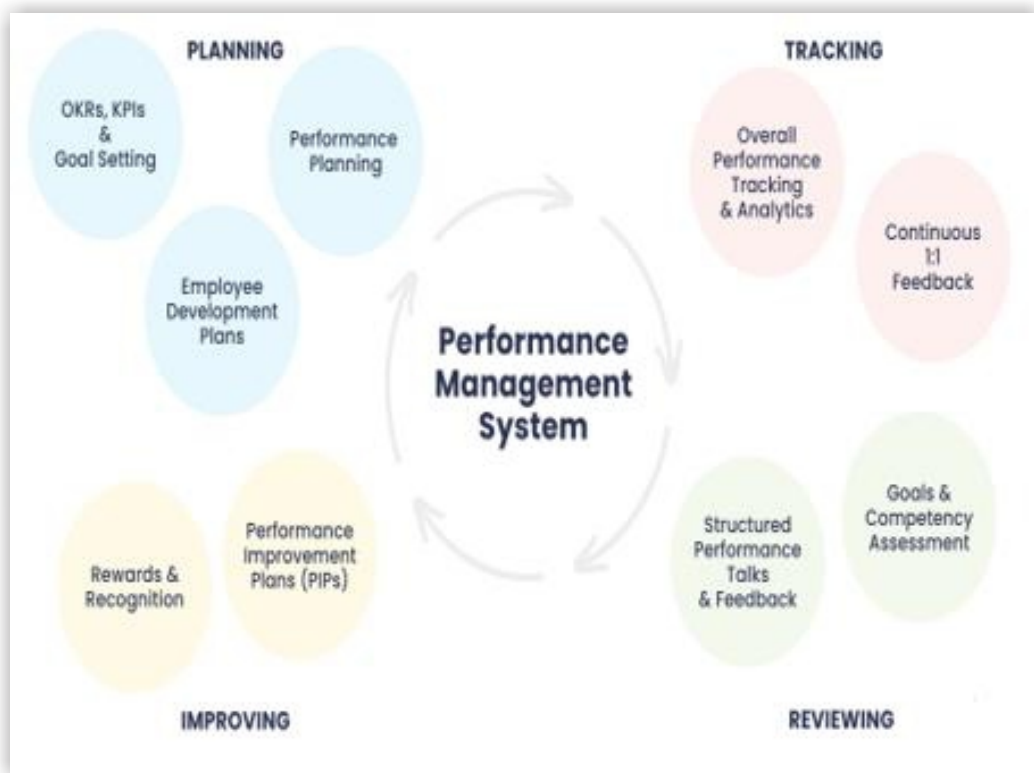 PLANNING
OKRs, KPIs
&
Goal Setting
Performance
Planning
Employee
Development
Plans
TRACKING
Overall
Performance
Tracking
& Analytics
Continuous
1:1
Feedback
Performance
Management
System
Rewards &
Recognition
Performance
Improvement
Plans (PIPs)
IMPROVING
Structured
Performance
Talks
& Feedback
Goals &
Competency
Assessment
REVIEWING